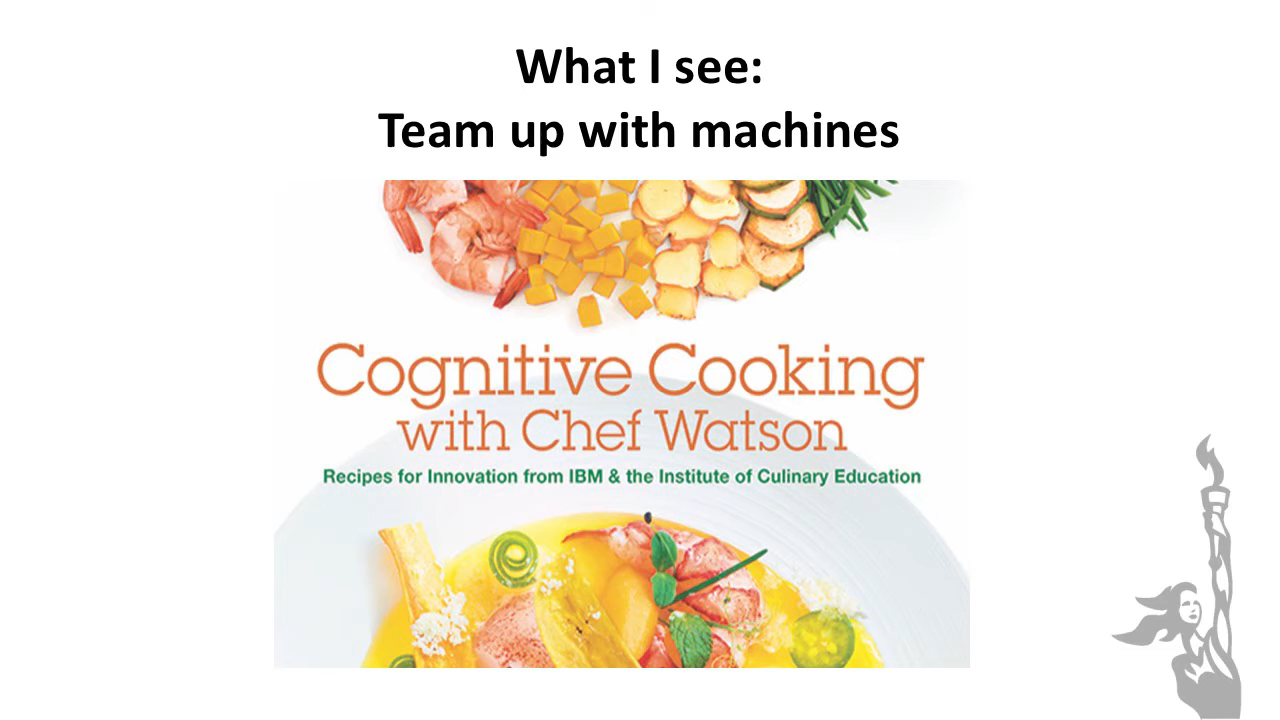 What I see:
Team up with machines
Cognitive Cooking
with Chef Watson
Recipes for Innovation from IBM & the Institute of Culinary Education